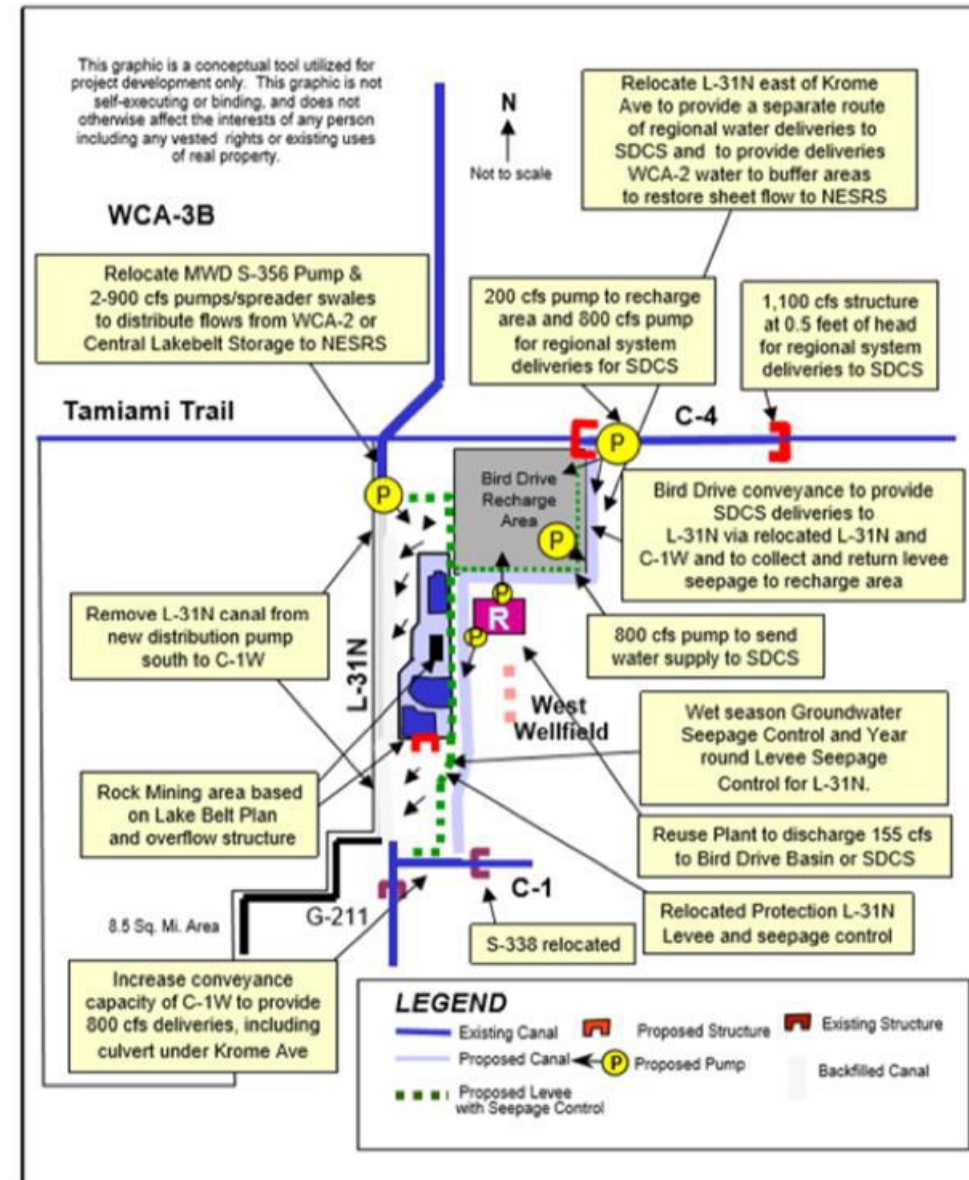 This graphic is a conceptual tool utilized for
project development only. This graphic is not
self-executing or binding, and does not
otherwise affect the interests of any person
including any vested rights or existing uses
of real property.
N
Not to scale
Relocate L-31N east of Krome
Ave to provide a separate route
of regional water deliveries to
SDCS and to provide deliveries
WCA-2 water to buffer areas
to restore sheet flow to NESRS
WCA-3B
Relocate MWD S-356 Pump &
2-900 cfs pumps/spreader swales
to distribute flows from WCA-2 or
Central Lakebelt Storage to NESRS
200 cfs pump to recharge
area and 800 cfs pump
for regional system
deliveries for SDCS
1,100 cfs structure
at 0.5 feet of head
for regional system
deliveries to SDCS
Tamiami Trail
C-4
P
P
Bird Drive
Recharge
Area
P
Bird Drive conveyance to provide
SDCS deliveries to
L-31N via relocated L-31N and
C-1W and to collect and return levee
seepage to recharge area
Remove L-31N canal from
new distribution pump
south to C-1W
P
R
P
800 cfs pump to send
water supply to SDCS
L-31N
West
Wellfield
Wet season Groundwater
Seepage Control and Year
round Levee Seepage
Control for L-31N.
Rock Mining area based
on Lake Belt Plan
and overflow structure
Reuse Plant to discharge 155 cfs
to Bird Drive Basin or SDCS
C-1
G-211
8.5 Sq. Mi. Area
S-338 relocated
Relocated Protection L-31N
Levee and seepage control
Increase conveyance
capacity of C-1W to provide
800 cfs deliveries, including
culvert under Krome Ave
LEGEND
Existing Canal
Proposed Structure
Existing Structure
Proposed Canal
P
Proposed Pump
Backfilled Canal
Proposed Levee
with Seepage Control